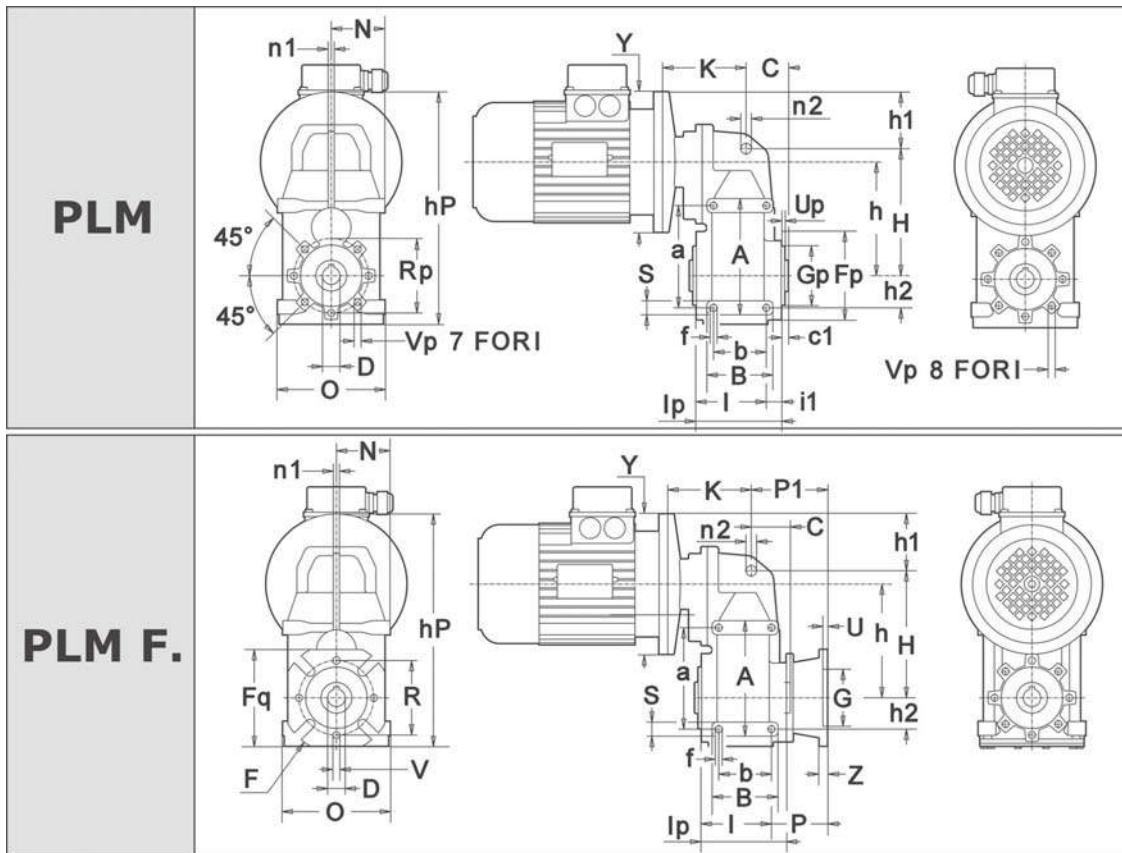 PLM
N
n1
hP
45°
45°
Rp
Vp 7 FORI
D
O
Y
K
C
n2
h1
h
H
Up
a
A
S
Gp
Fp
h2
f
b
c1
B
Ip
I
i1
Vp 8 FORI
PLM F.
N
n1
hP
Fq
R
F
V
D
O
Y
K
P1
n2
C
h1
h
H
U
a
A
S
G
h2
f
b
Z
B
Ip
I
P